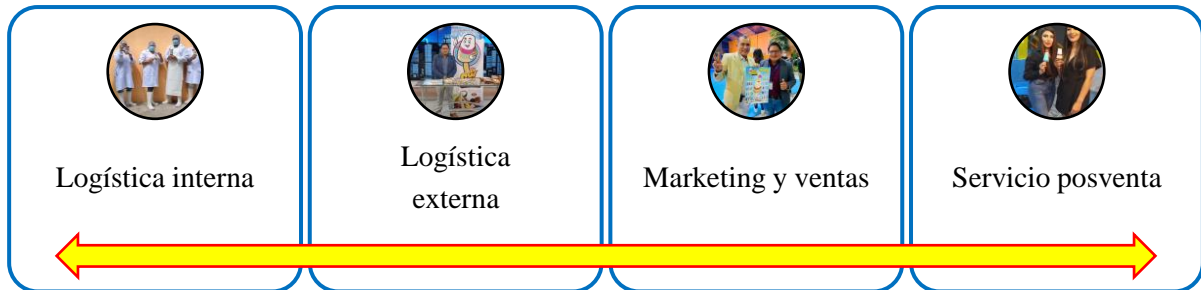 Logística interna
Logística
externa
Marketing y ventas
Servicio posventa